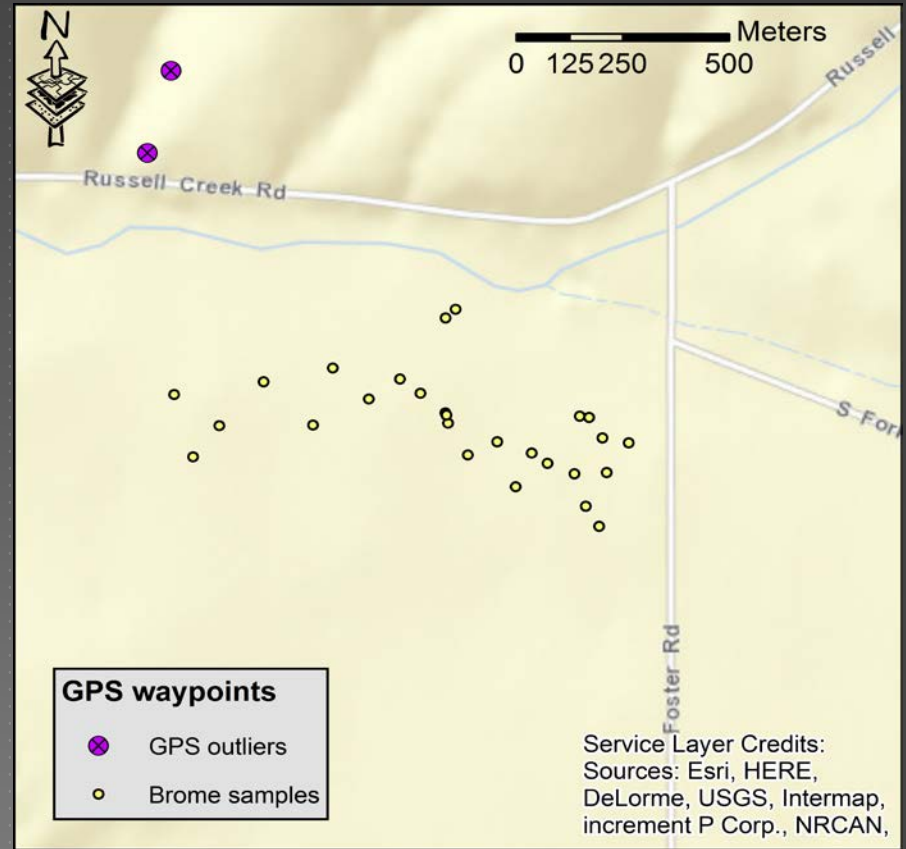 N
Meters
0 125 250 500
Russell
Russell Creek Rd
S Fork
Foster Rd
GPS waypoints
GPS outliers
Brome samples
Service Layer Credits:
Sources: Esri, HERE,
DeLorme, USGS, Intermap,
increment P Corp., NRCAN,